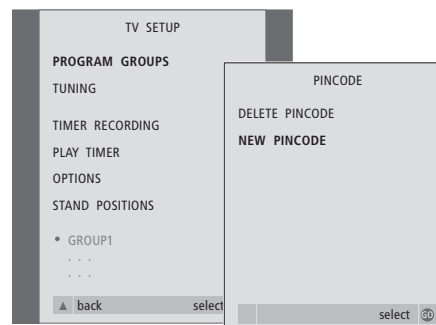 TV SETUP
PROGRAM GROUPS
TUNING
TIMER RECORDING
PLAY TIMER
OPTIONS
STAND POSITIONS
• GROUP1
. . .
. . .
▲ back select
PINCODE
DELETE PINCODE
NEW PINCODE
select GO